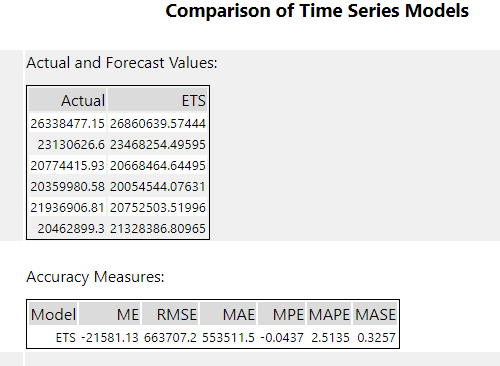 Comparison of Time Series Models
Actual and Forecast Values:
Actual ETS
26338477.15 26860639.57444
23130626.6 23468254.49595
20774415.93 20668464.64495
20359980.58 20054544.07631
21936906.81 20752503.51996
20462899.3 21328386.80965
Accuracy Measures:
Model ME RMSE MAE MPE MAPE MASE
ETS -21581.13 663707.2 553511.5 -0.0437 2.5135 0.3257